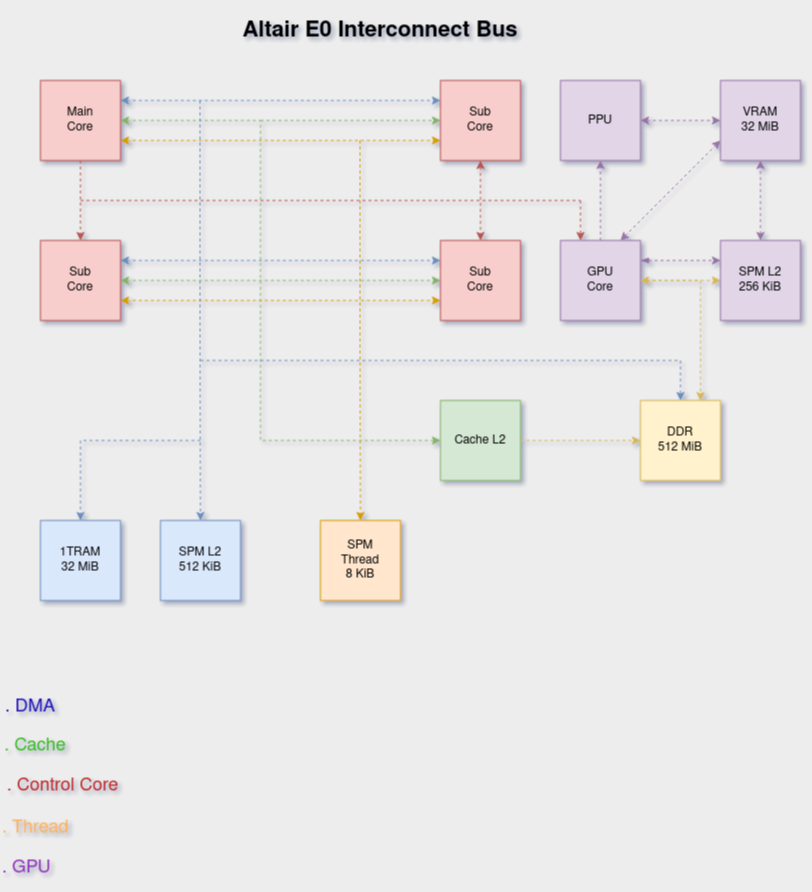 Altair E0 Interconnect Bus
Main
Core
Sub
Core
PPU
VRAM
32 MiB
Sub
Core
Sub
Core
GPU
Core
SPM L2
256 KiB
Cache L2
DDR
512 MiB
1TRAM
32 MiB
SPM L2
512 KiB
SPM
Thread
8 KiB
. DMA
. Cache
. Control Core
. Thread
. GPU